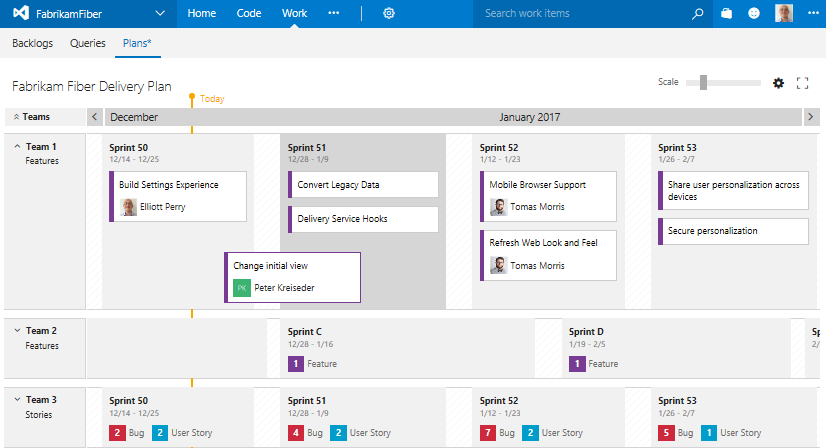 FabrikamFiber
Home Code Work
Search work items
Backlogs Queries Plans*
Fabrikam Fiber Delivery Plan
Scale
Today
Teams
December
January 2017
Team 1
Features
Sprint 50
12/14 - 12/25
Build Settings Experience
Elliott Perry
Sprint 51
12/28 - 1/9
Convert Legacy Data
Delivery Service Hooks
Change initial view
PK Peter Kreiseder
Sprint 52
1/12 - 1/23
Mobile Browser Support
Tomas Morris
Refresh Web Look and Feel
Tomas Morris
Sprint 53
1/26 - 2/7
Share user personalization across
devices
Secure personalization
Team 2
Features
Sprint C
12/28 - 1/16
1 Feature
Sprint D
1/19 - 2/5
1 Feature
Team 3
Stories
Sprint 50
12/14 - 12/25
2 Bug 2 User Story
Sprint 51
12/28 - 1/9
4 Bug 2 User Story
Sprint 52
1/12 - 1/23
7 Bug 2 User Story
Sprint 53
1/26 - 2/7
5 Bug 1 User Story